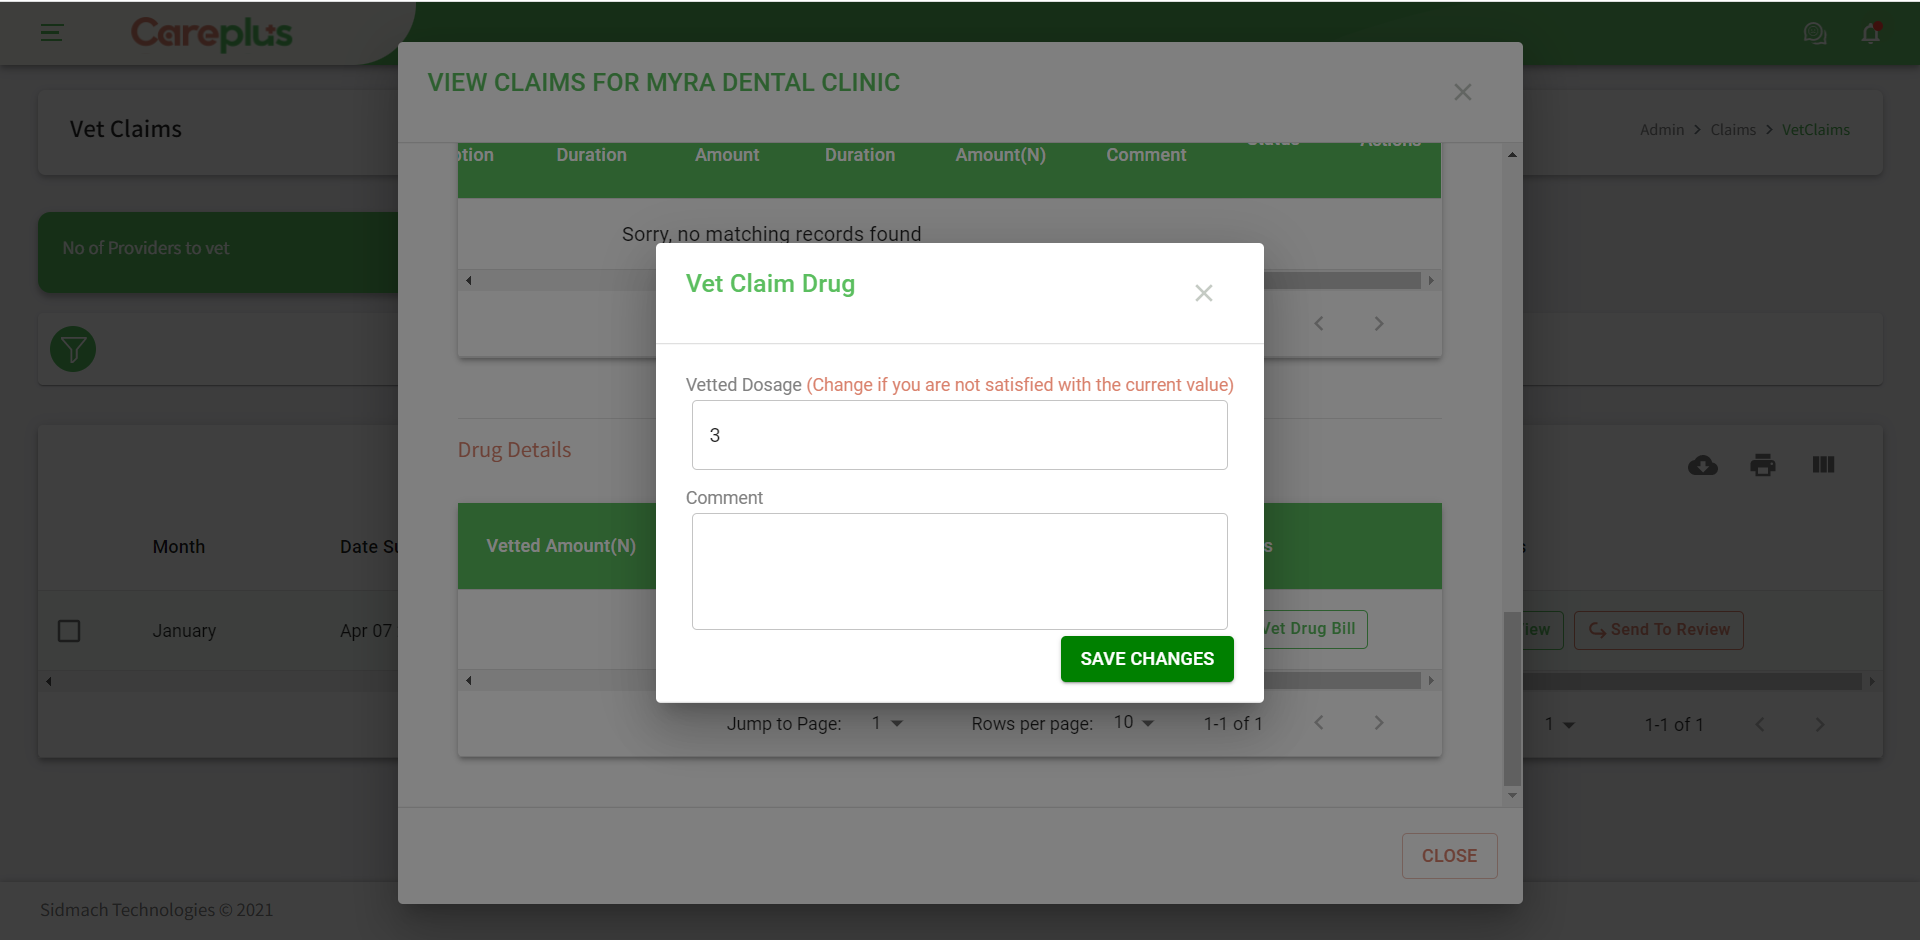 Careplus
VIEW CLAIMS FOR MYRA DENTAL CLINIC
Vet Claims
Admin > Claims > VetClaims
Duration Amount Duration Amount(N) Comment Status Actions
No of Providers to vet
Sorry, no matching records found
Vet Claim Drug
Vetted Dosage (Change if you are not satisfied with the current value)
3
Drug Details
Comment
Vetted Amount(N)
Month Date Su
Vet Drug Bill
January Apr 07
Send To Review
SAVE CHANGES
Jump to Page: 1 Rows per page: 10 1-1 of 1
1 1-1 of 1
CLOSE
Sidmach Technologies © 2021